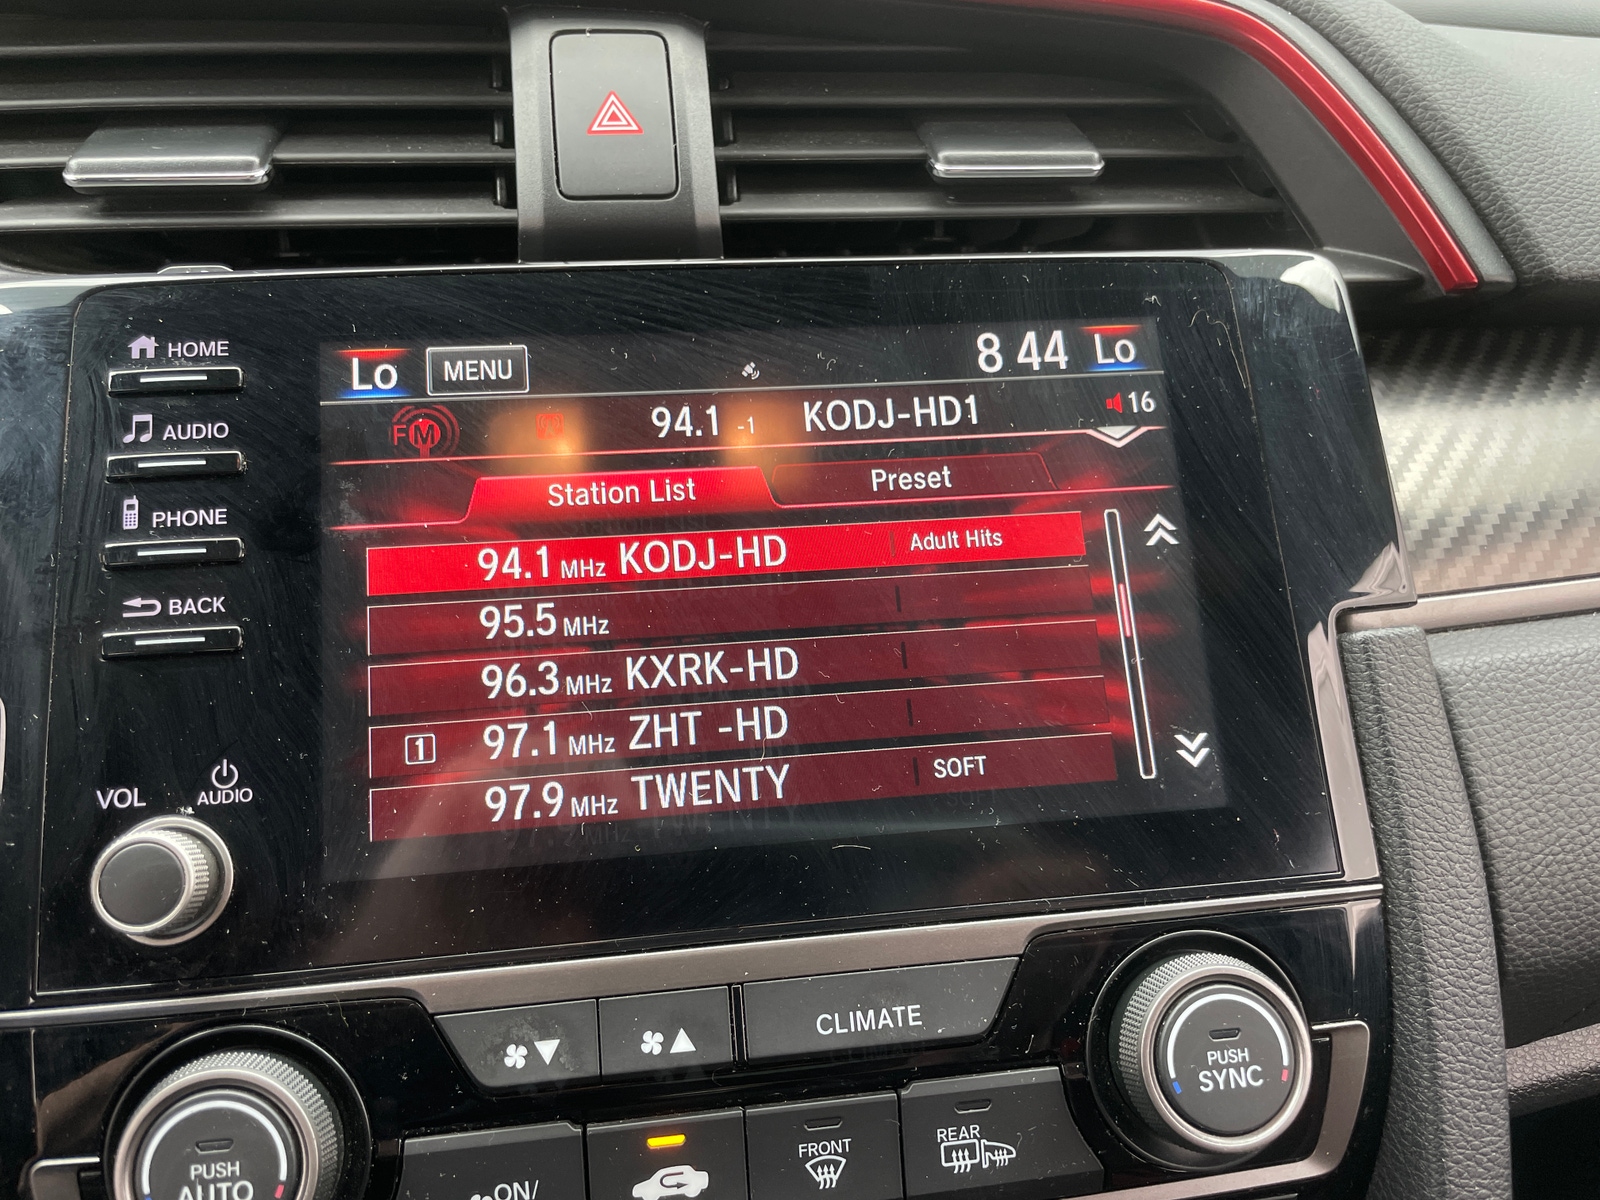 HOME
AUDIO
PHONE
BACK
VOL
AUDIO
Lo MENU 8 44 Lo
FM 94.1 -1 KODJ-HD1 16
Station List Preset
94.1 MHz KODJ-HD Adult Hits
95.5 MHz
96.3 MHz KXRK-HD
1 97.1 MHz ZHT -HD
97.9 MHz TWENTY SOFT
CLIMATE
PUSH
SYNC
PUSH
AUTO
ON/
FRONT
REAR